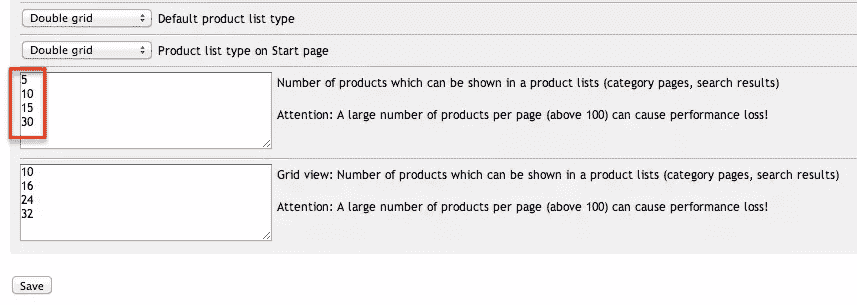 Double grid Default product list type
Double grid Product list type on Start page
5
10
15
30
Number of products which can be shown in a product lists (category pages, search results)
Attention: A large number of products per page (above 100) can cause performance loss!
10
16
24
32
Grid view: Number of products which can be shown in a product lists (category pages, search results)
Attention: A large number of products per page (above 100) can cause performance loss!
Save